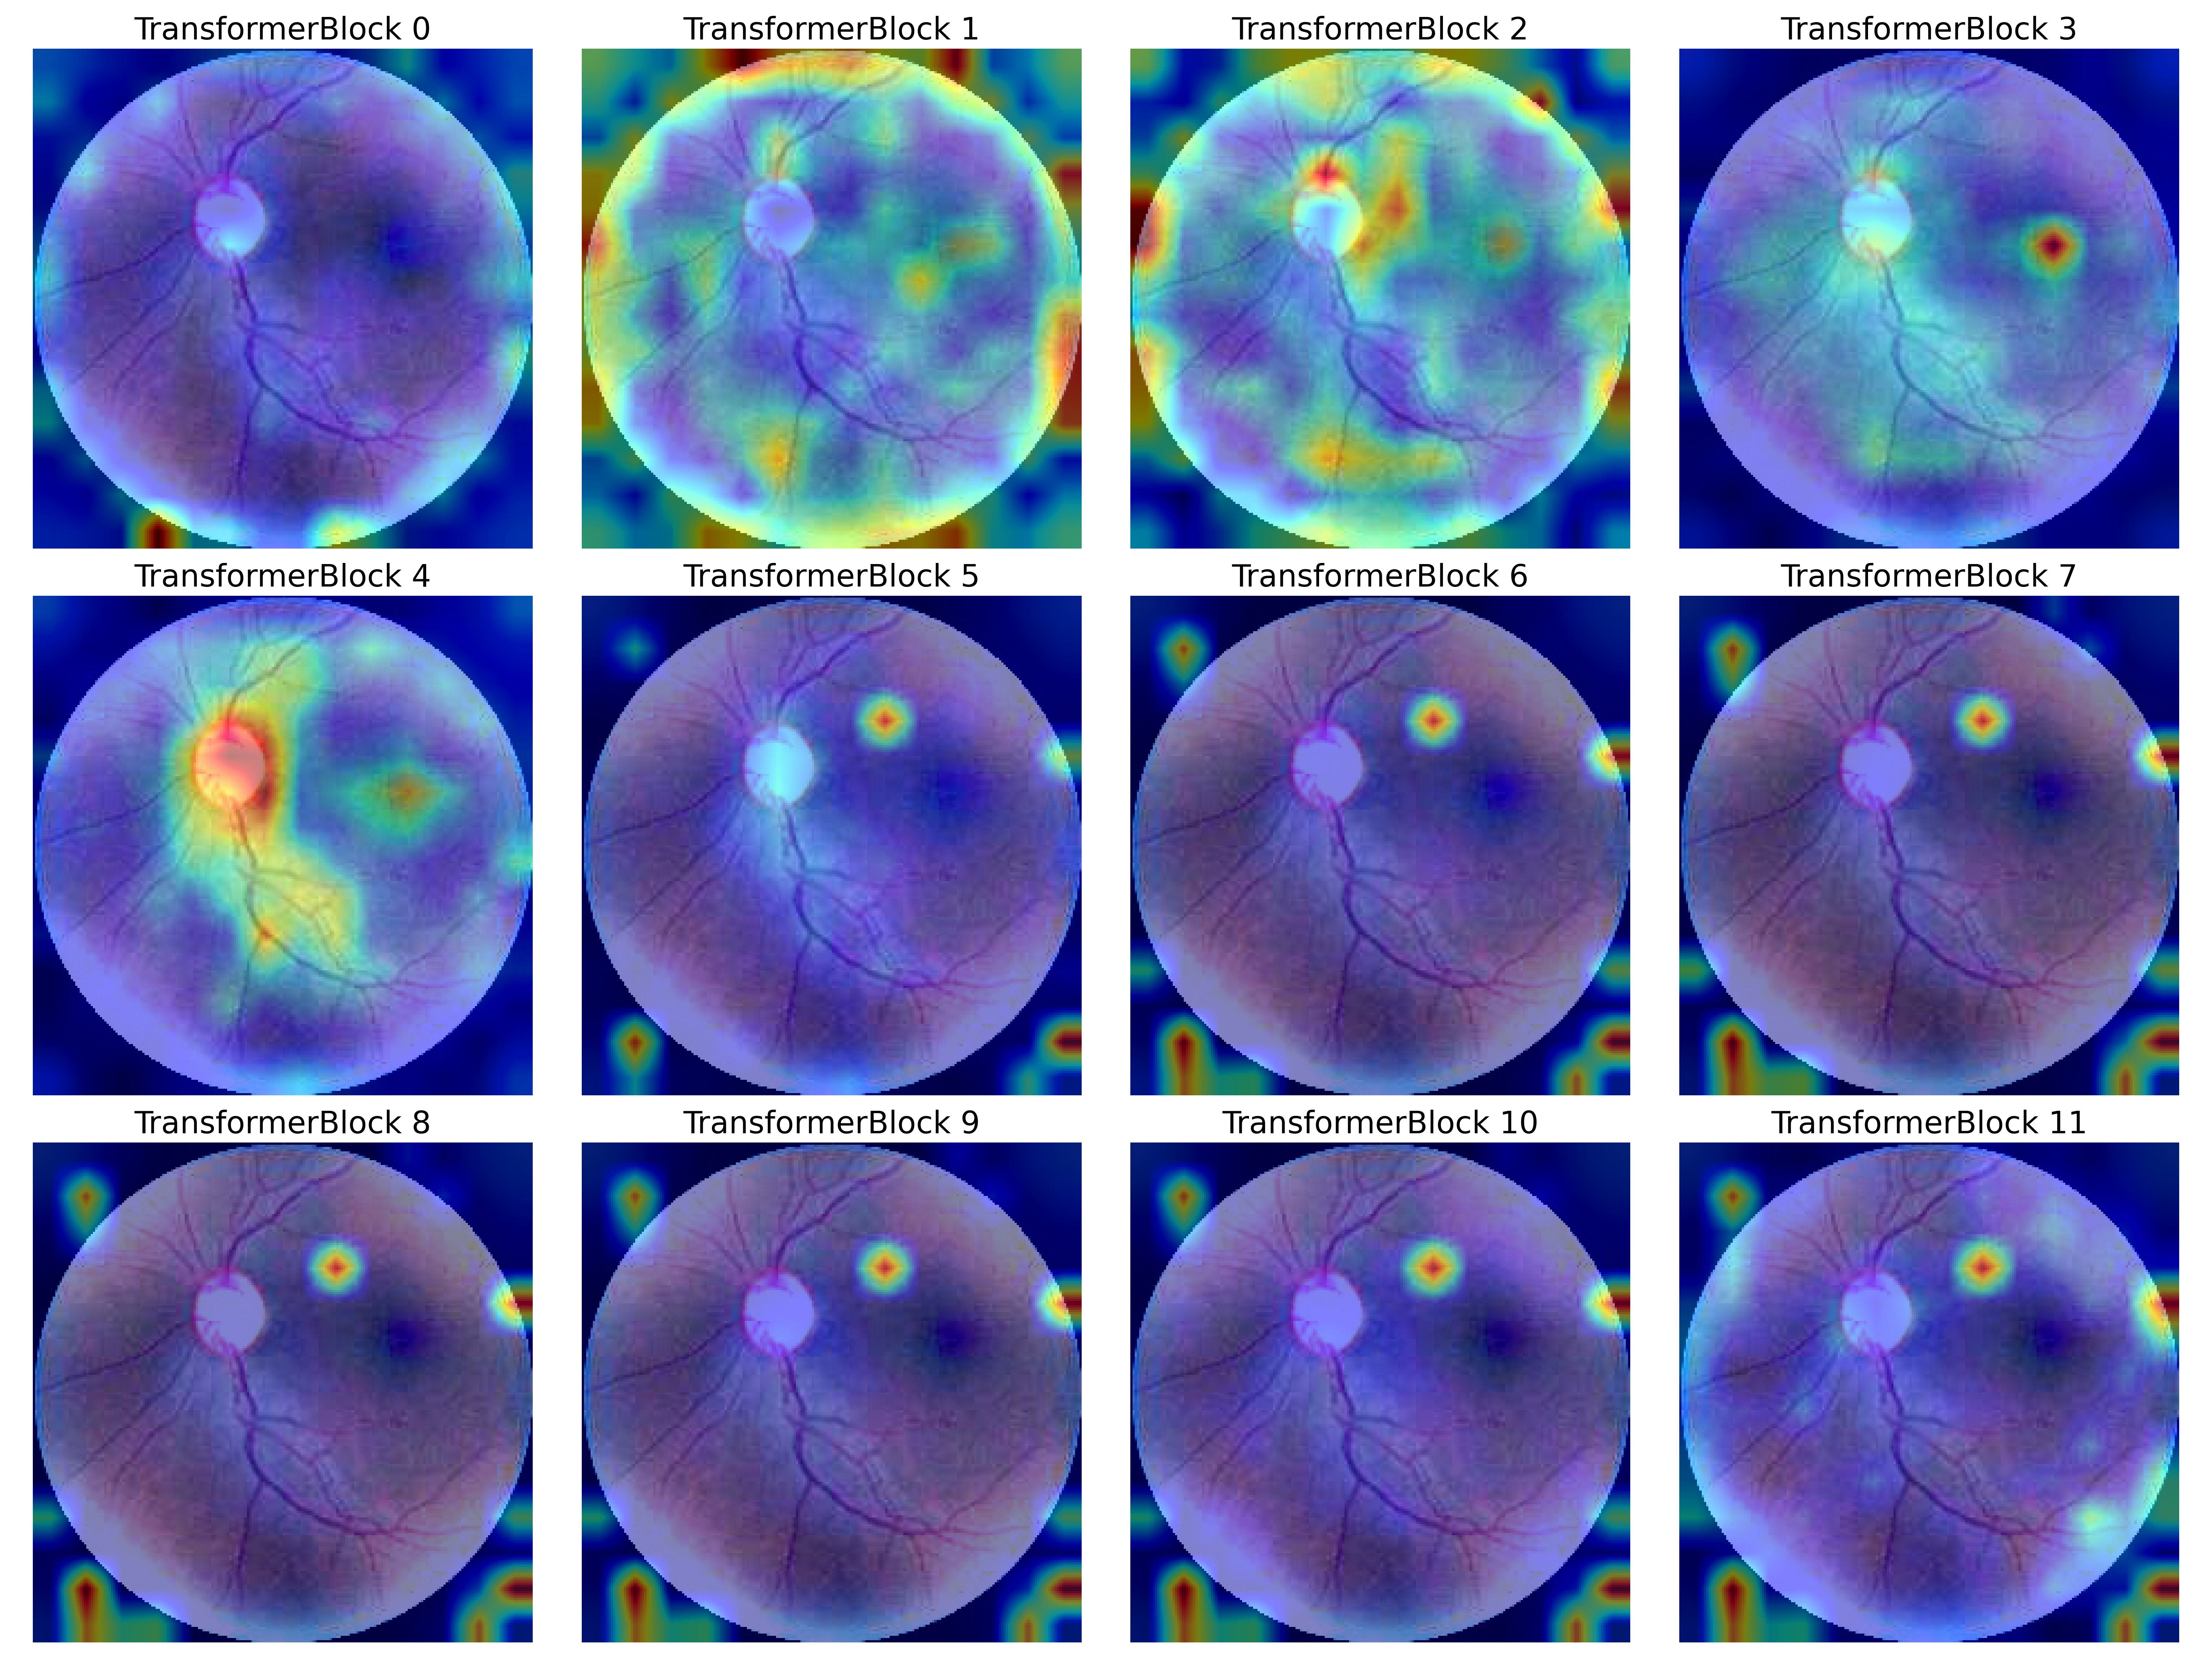 TransformerBlock 0
TransformerBlock 1
TransformerBlock 2
TransformerBlock 3
TransformerBlock 4
TransformerBlock 5
TransformerBlock 6
TransformerBlock 7
TransformerBlock 8
TransformerBlock 9
TransformerBlock 10
TransformerBlock 11